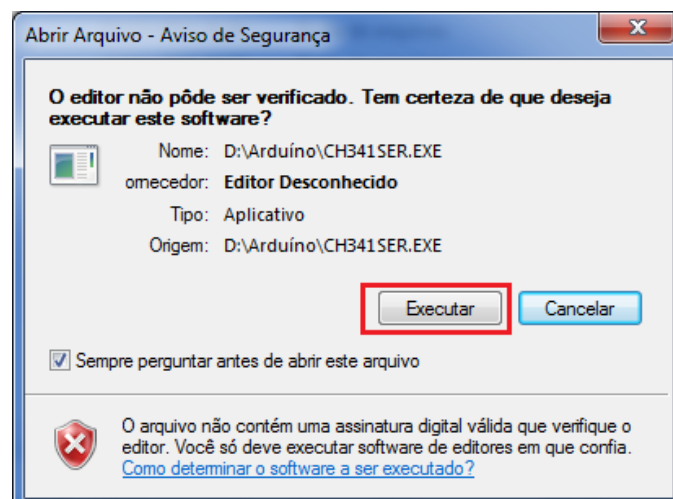 Abrir Arquivo - Aviso de Segurança
O editor não pôde ser verificado. Tem certeza de que deseja
executar este software?
Nome: D:\Arduíno\CH341SER.EXE
ornecedor: Editor Desconhecido
Tipo: Aplicativo
Origem: D:\Arduíno\CH341SER.EXE
Executar Cancelar
Sempre perguntar antes de abrir este arquivo
O arquivo não contém uma assinatura digital válida que verifique o
editor. Você só deve executar software de editores em que confia.
Como determinar o software a ser executado?